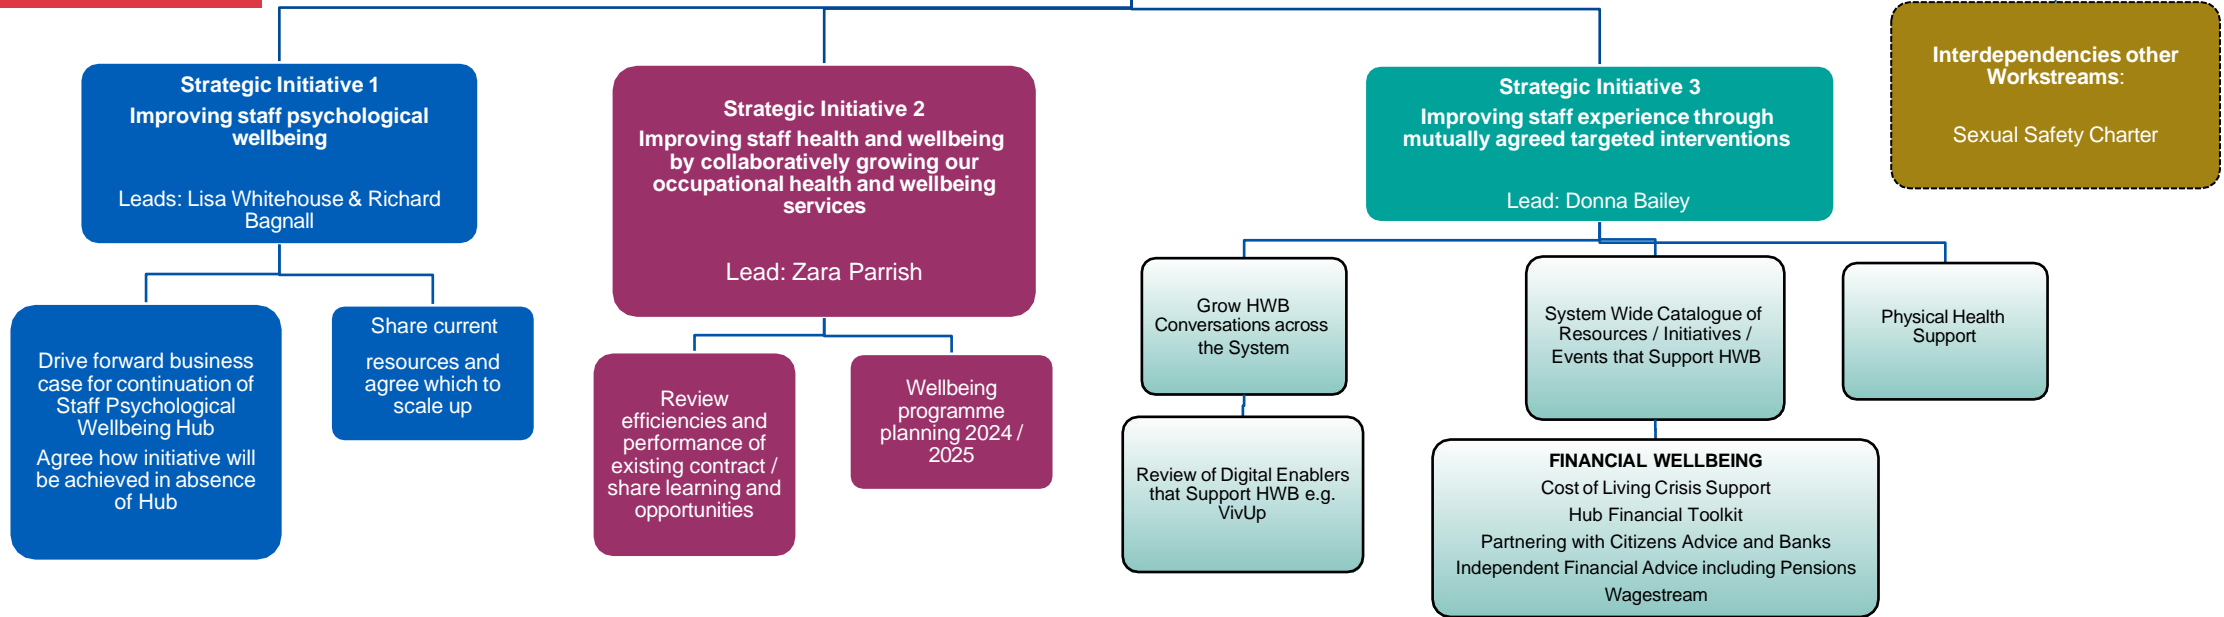 Strategic Initiative 1
Improving staff psychological
wellbeing
Leads: Lisa Whitehouse & Richard
Bagnall
Strategic Initiative 2
Improving staff health and wellbeing
by collaboratively growing our
occupational health and wellbeing
services
Lead: Zara Parrish
Strategic Initiative 3
Improving staff experience through
mutually agreed targeted interventions
Lead: Donna Bailey
Interdependencies other
Workstreams:
Sexual Safety Charter
Drive forward business
case for continuation of
Staff Psychological
Wellbeing Hub
Agree how initiative will
be achieved in absence
of Hub
Share current
resources and
agree which to
scale up
Review
efficiencies and
performance of
existing contract /
share learning and
opportunities
Wellbeing
programme
planning 2024 /
2025
Grow HWB
Conversations across
the System
Review of Digital Enablers
that Support HWB e.g.
VivUp
System Wide Catalogue of
Resources / Initiatives /
Events that Support HWB
FINANCIAL WELLBEING
Cost of Living Crisis Support
Hub Financial Toolkit
Partnering with Citizens Advice and Banks
Independent Financial Advice including Pensions
Wagestream
Physical Health
Support